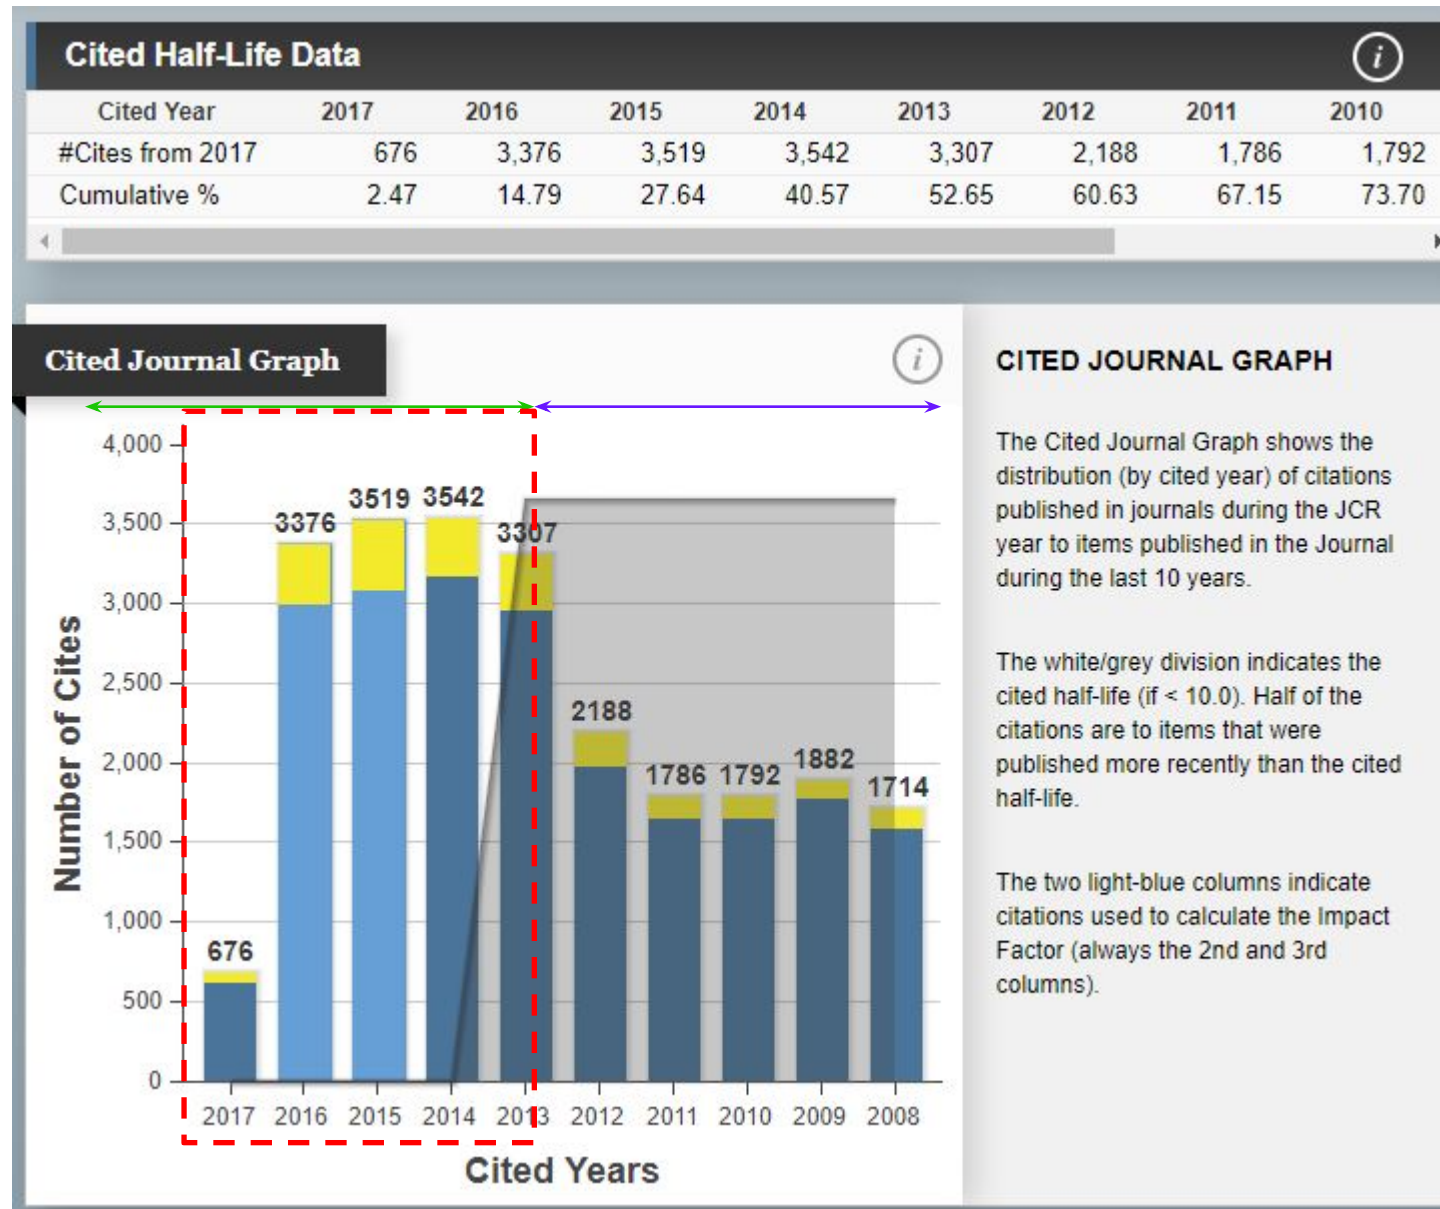 Cited Half-Life Data
i
Cited Year 2017 2016 2015 2014 2013 2012 2011 2010
#Cites from 2017 676 3,376 3,519 3,542 3,307 2,188 1,786 1,792
Cumulative % 2.47 14.79 27.64 40.57 52.65 60.63 67.15 73.70
Cited Journal Graph
i
4,000
3,500
3,000
2,500
2,000
1,500
1,000
500
0
Number of Cites
676
3376
3519
3542
3307
2188
1786
1792
1882
1714
2017 2016 2015 2014 2013 2012 2011 2010 2009 2008
Cited Years
CITED JOURNAL GRAPH
The Cited Journal Graph shows the
distribution (by cited year) of citations
published in journals during the JCR
year to items published in the Journal
during the last 10 years.
The white/grey division indicates the
cited half-life (if < 10.0). Half of the
citations are to items that were
published more recently than the cited
half-life.
The two light-blue columns indicate
citations used to calculate the Impact
Factor (always the 2nd and 3rd
columns).